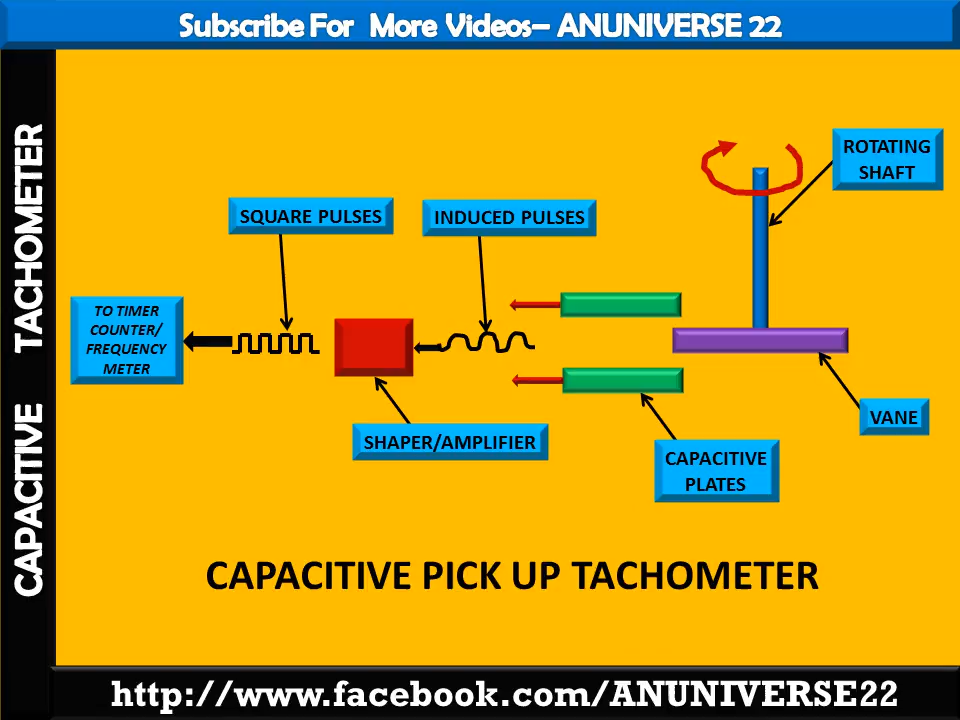 Subscribe For More Videos– ANUNIVERSE 22
CAPACITIVE TACHOMETER
ROTATING
SHAFT
SQUARE PULSES
INDUCED PULSES
TO TIMER
COUNTER/
FREQUENCY
METER
SHAPER/AMPLIFIER
VANE
CAPACITIVE
PLATES
CAPACITIVE PICK UP TACHOMETER
http://www.facebook.com/ANUNIVERSE22